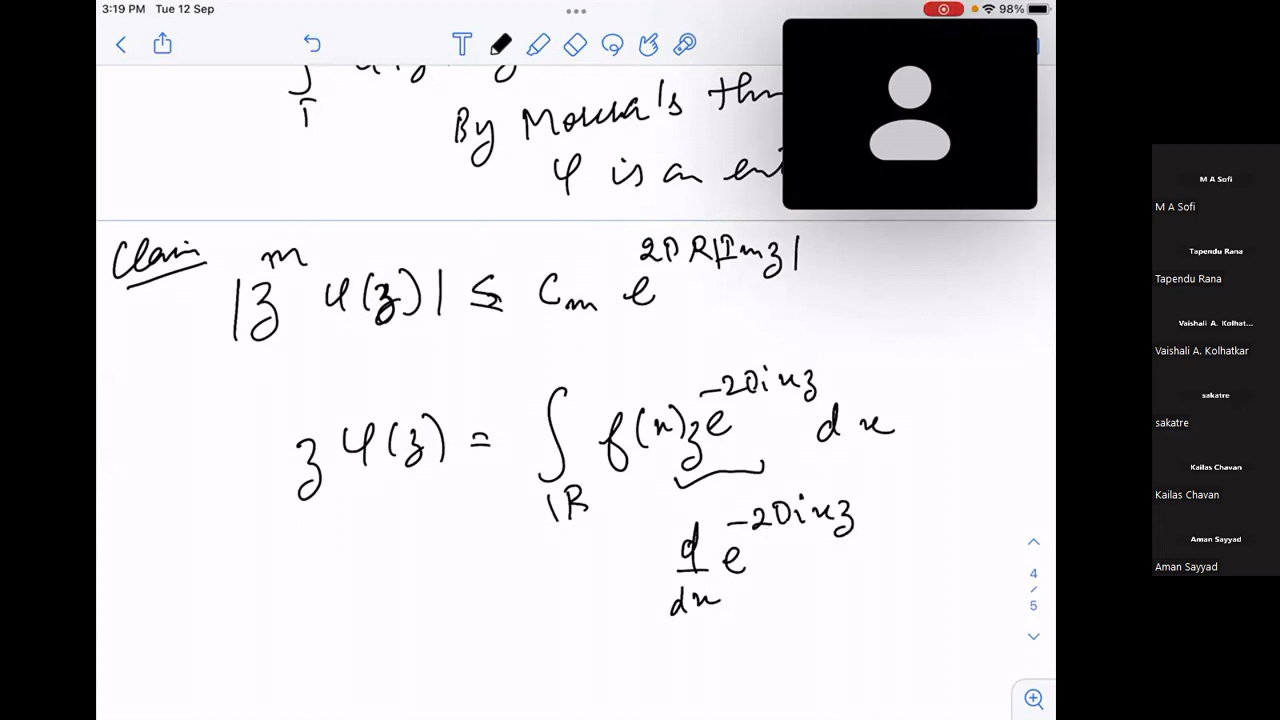 3:19 PM Tue 12 Sep
98%
By Morera's thm
φ is an ent
Claim |z^m φ(z)| ≤ C_m e^{2πR|Im z|}
z φ(z) = ∫_ℝ f(x) z e^{-2πixz} dx
d/dx e^{-2πixz}
4
/
5
M A Sofi
M A Sofi
Tapendu Rana
Tapendu Rana
Vaishali A. Kolhat...
Vaishali A. Kolhatkar
sakatre
sakatre
Kailas Chavan
Kailas Chavan
Aman Sayyad
Aman Sayyad